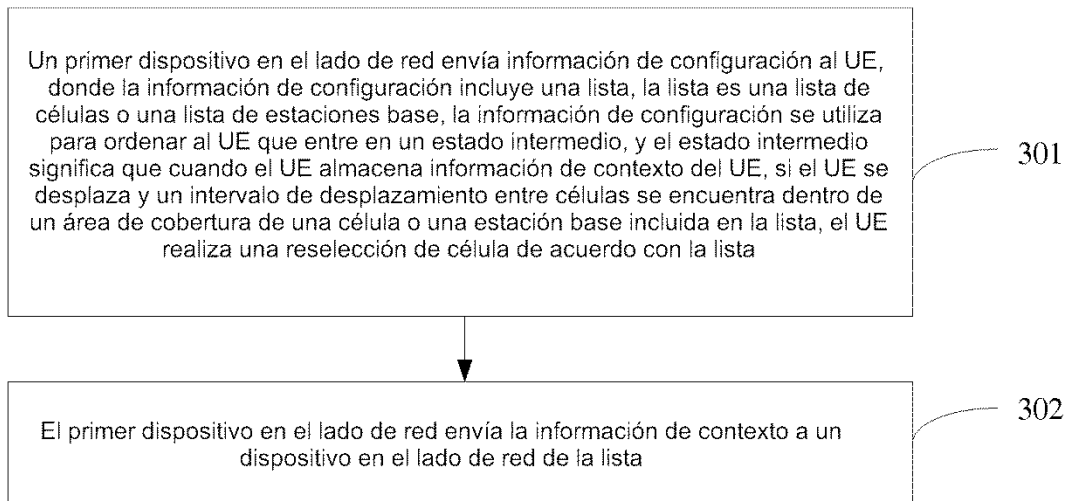 Un primer dispositivo en el lado de red envía información de configuración al UE,
donde la información de configuración incluye una lista, la lista es una lista de
células o una lista de estaciones base, la información de configuración se utiliza
para ordenar al UE que entre en un estado intermedio, y el estado intermedio
significa que cuando el UE almacena información de contexto del UE, si el UE se
desplaza y un intervalo de desplazamiento entre células se encuentra dentro de
un área de cobertura de una célula o una estación base incluida en la lista, el UE
realiza una reselección de célula de acuerdo con la lista
301
El primer dispositivo en el lado de red envía la información de contexto a un
dispositivo en el lado de red de la lista
302